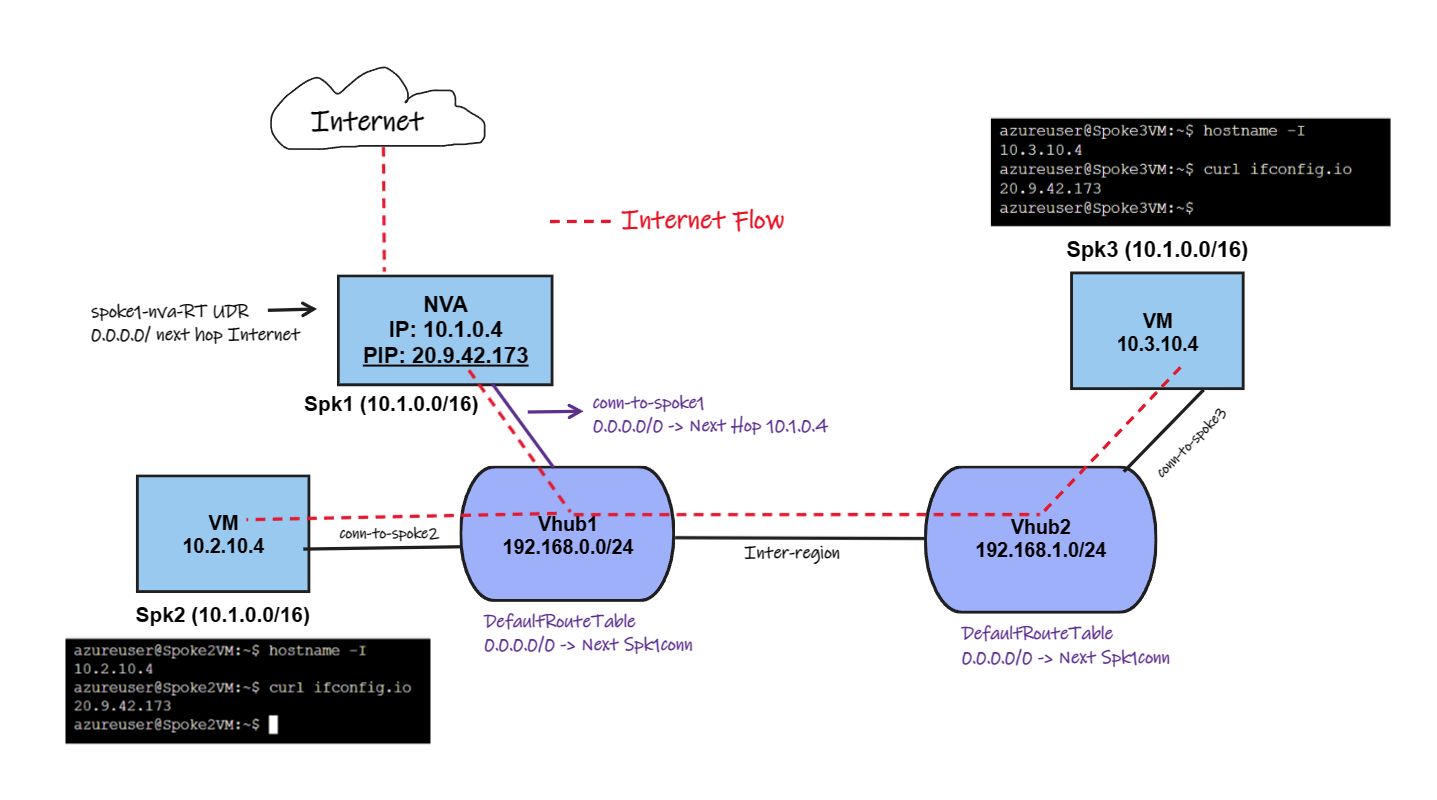 Internet
Internet Flow
azureuser@Spoke3VM:~$ hostname -I
10.3.10.4
azureuser@Spoke3VM:~$ curl ifconfig.io
20.9.42.173
azureuser@Spoke3VM:~$
Spk3 (10.1.0.0/16)
VM
10.3.10.4
conn-to-spoke3
spoke1-nva-RT UDR
0.0.0.0/ next hop Internet
NVA
IP: 10.1.0.4
PIP: 20.9.42.173
Spk1 (10.1.0.0/16)
conn-to-spoke1
0.0.0.0/0 -> Next Hop 10.1.0.4
VM
10.2.10.4
conn-to-spoke2
Vhub1
192.168.0.0/24
Inter-region
Vhub2
192.168.1.0/24
Spk2 (10.1.0.0/16)
DefaultRouteTable
0.0.0.0/0 -> Next Spk1conn
DefaultRouteTable
0.0.0.0/0 -> Next Spk1conn
azureuser@Spoke2VM:~$ hostname -I
10.2.10.4
azureuser@Spoke2VM:~$ curl ifconfig.io
20.9.42.173
azureuser@Spoke2VM:~$